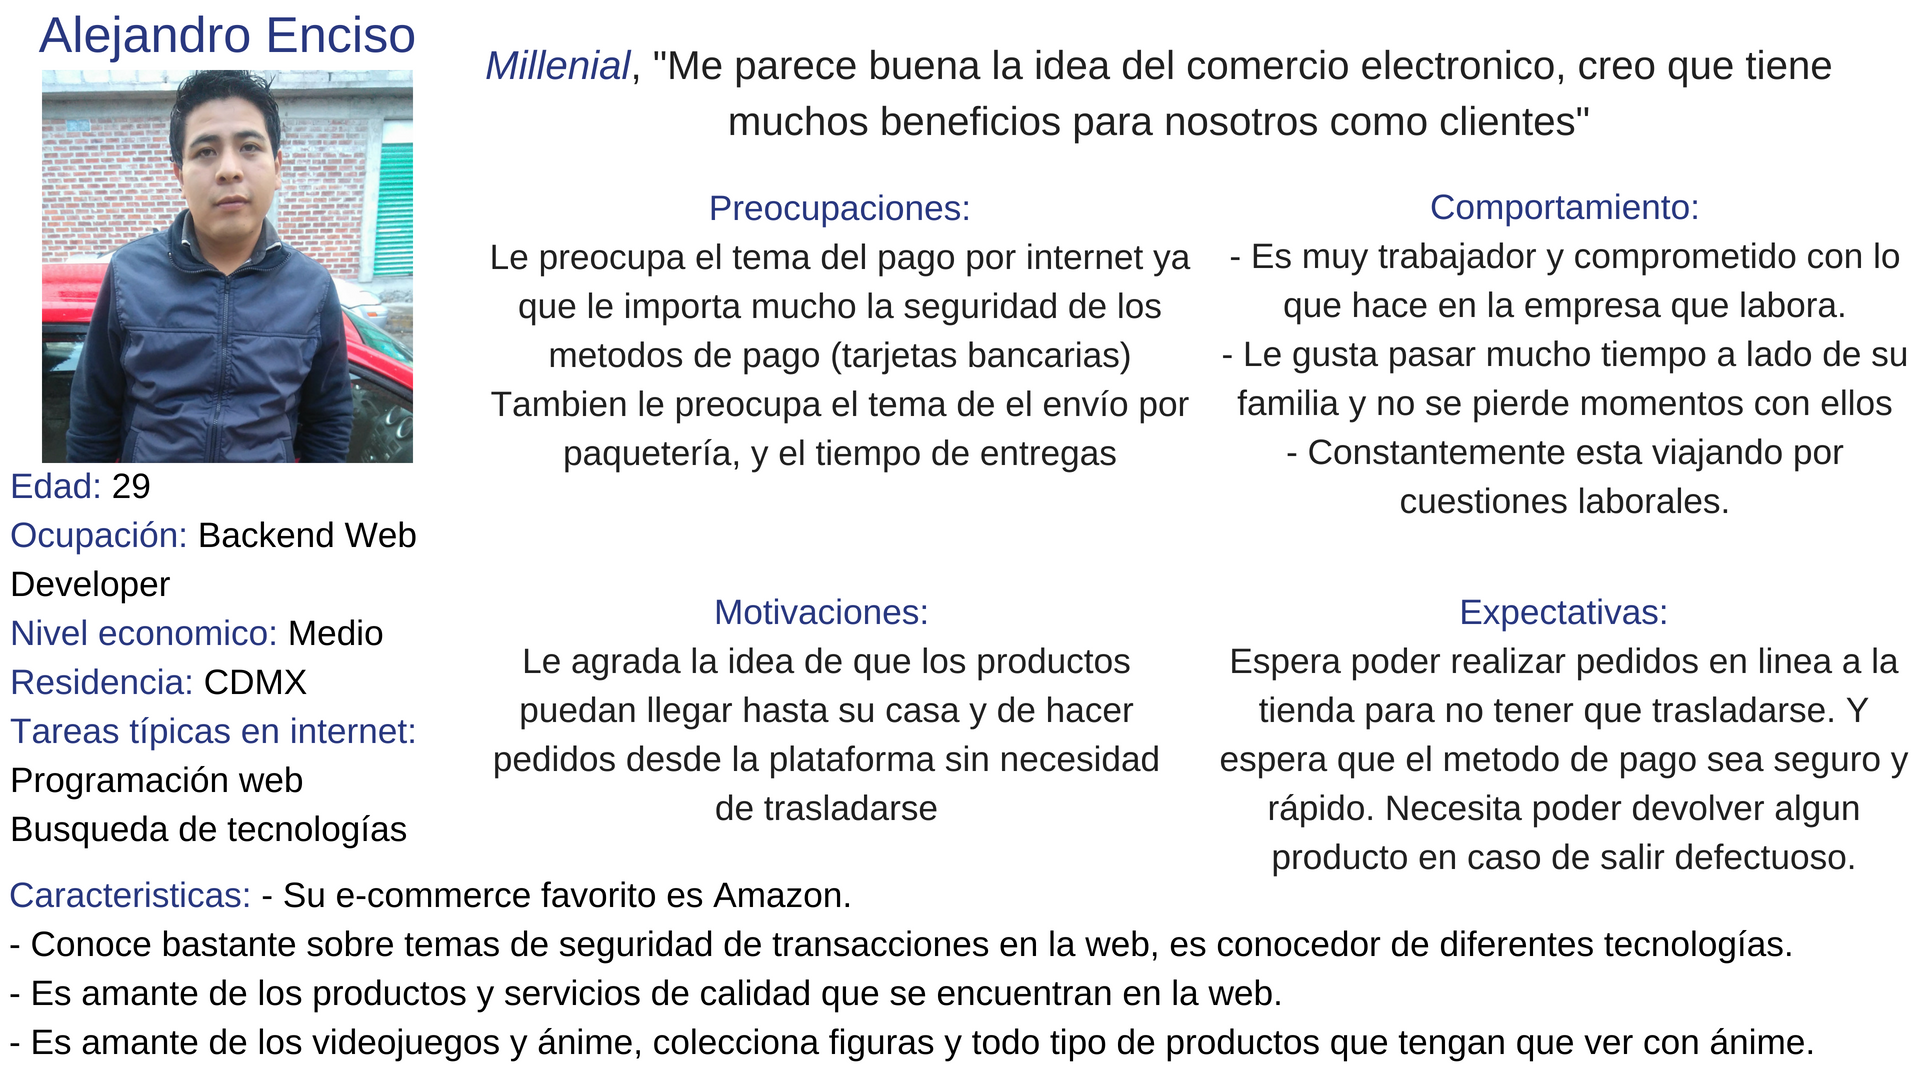 Alejandro Enciso
Millenial, "Me parece buena la idea del comercio electronico, creo que tiene
muchos beneficios para nosotros como clientes"
Preocupaciones:
Le preocupa el tema del pago por internet ya
que le importa mucho la seguridad de los
metodos de pago (tarjetas bancarias)
Tambien le preocupa el tema de el envío por
paquetería, y el tiempo de entregas
Comportamiento:
- Es muy trabajador y comprometido con lo
que hace en la empresa que labora.
- Le gusta pasar mucho tiempo a lado de su
familia y no se pierde momentos con ellos
- Constantemente esta viajando por
cuestiones laborales.
Edad: 29
Ocupación: Backend Web
Developer
Nivel economico: Medio
Residencia: CDMX
Tareas típicas en internet:
Programación web
Busqueda de tecnologías
Motivaciones:
Le agrada la idea de que los productos
puedan llegar hasta su casa y de hacer
pedidos desde la plataforma sin necesidad
de trasladarse
Expectativas:
Espera poder realizar pedidos en linea a la
tienda para no tener que trasladarse. Y
espera que el metodo de pago sea seguro y
rápido. Necesita poder devolver algun
producto en caso de salir defectuoso.
Caracteristicas: - Su e-commerce favorito es Amazon.
- Conoce bastante sobre temas de seguridad de transacciones en la web, es conocedor de diferentes tecnologías.
- Es amante de los productos y servicios de calidad que se encuentran en la web.
- Es amante de los videojuegos y ánime, colecciona figuras y todo tipo de productos que tengan que ver con ánime.